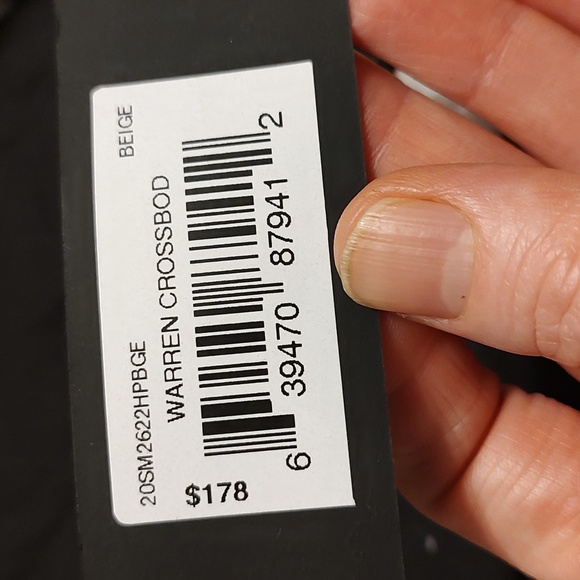 20SM2622HPBGE BEIGE
WARREN CROSSBOD
6 39470 87941 2
$178